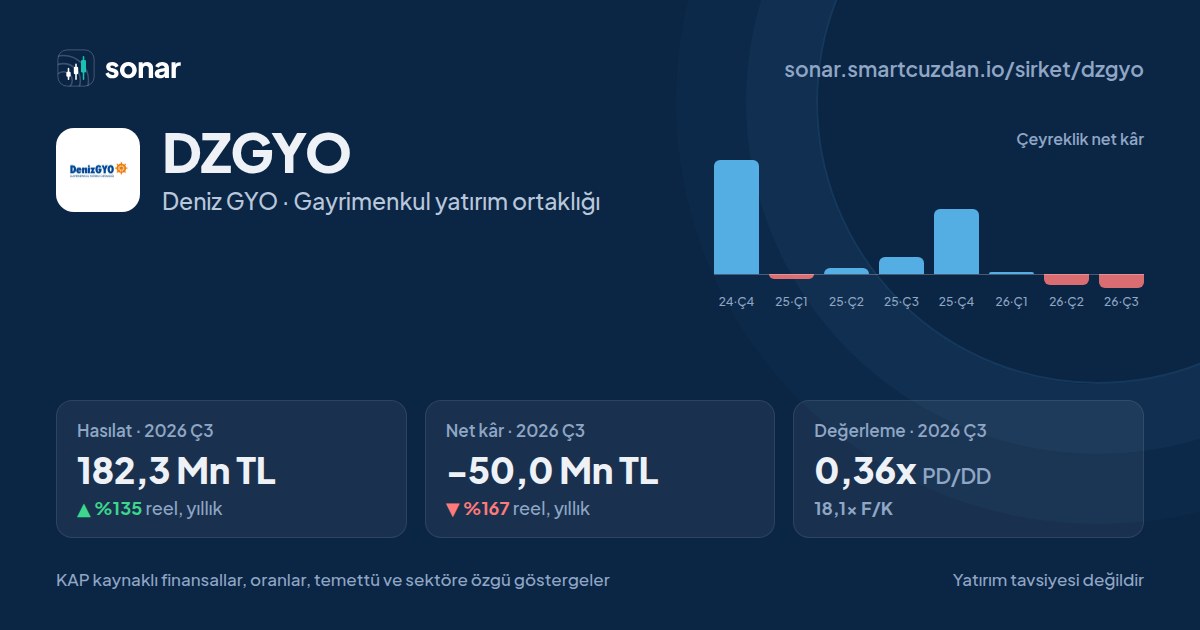 sonar
sonar.smartcuzdan.io/sirket/dzgyo
DenizGYO
DZGYO
Deniz GYO · Gayrimenkul yatırım ortaklığı
Çeyreklik net kâr
24·Ç4 25·Ç1 25·Ç2 25·Ç3 25·Ç4 26·Ç1 26·Ç2 26·Ç3
Hasılat · 2026 Ç3
182,3 Mn TL
▲ %135 reel, yıllık
Net kâr · 2026 Ç3
−50,0 Mn TL
▼ %167 reel, yıllık
Değerleme · 2026 Ç3
0,36x PD/DD
18,1× F/K
KAP kaynaklı finansallar, oranlar, temettü ve sektöre özgü göstergeler
Yatırım tavsiyesi değildir